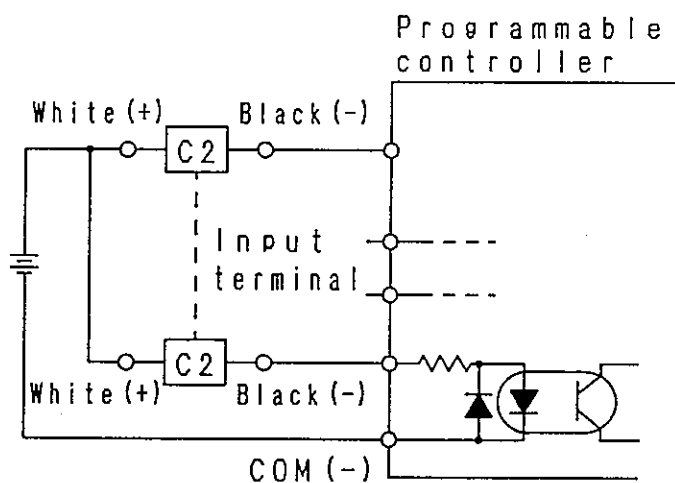 Programmable
controller
White(+)
Black(-)
C2
Input
terminal
C2
White(+)
Black(-)
COM(-)